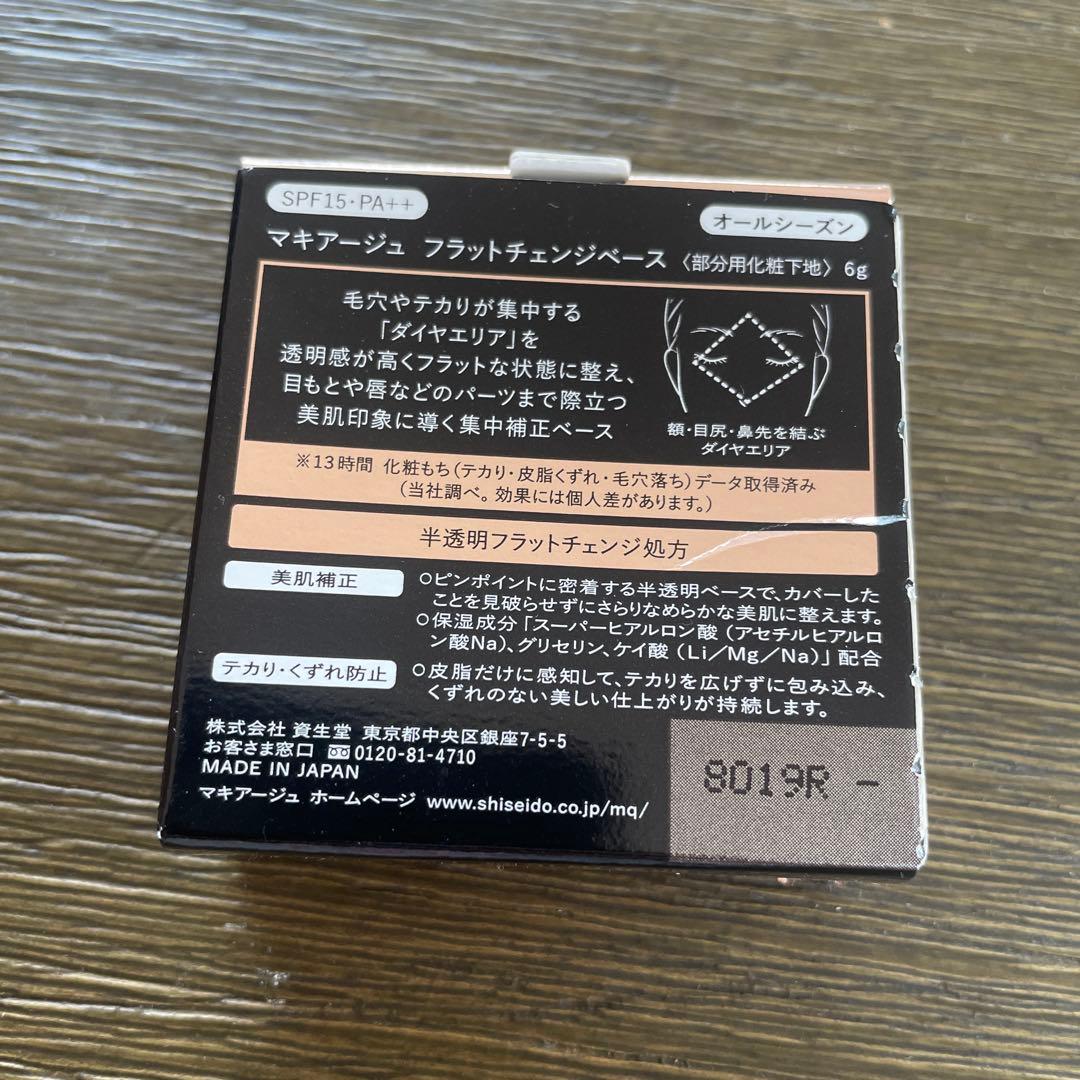 SPF15・PA++
オールシーズン
マキアージュ フラットチェンジベース 〈部分用化粧下地〉 6g
毛穴やテカりが集中する
「ダイヤエリア」を
透明感が高くフラットな状態に整え、
目もとや唇などのパーツまで際立つ
美肌印象に導く集中補正ベース
額・目尻・鼻先を結ぶ
ダイヤエリア
※13時間 化粧もち(テカり・皮脂くずれ・毛穴落ち)データ取得済み
(当社調べ。効果には個人差があります。)
半透明フラットチェンジ処方
美肌補正
○ピンポイントに密着する半透明ベースで、カバーした
ことを見破らせずにさらりなめらかな美肌に整えます。
○保湿成分「スーパーヒアルロン酸(アセチルヒアルロ
ン酸Na)、グリセリン、ケイ酸(Li/Mg/Na)」配合
テカり・くずれ防止
○皮脂だけに感知して、テカりを広げずに包み込み、
くずれのない美しい仕上がりが持続します。
株式会社 資生堂 東京都中央区銀座7-5-5
お客さま窓口 0120-81-4710
MADE IN JAPAN
マキアージュ ホームページ www.shiseido.co.jp/mq/
8019R -